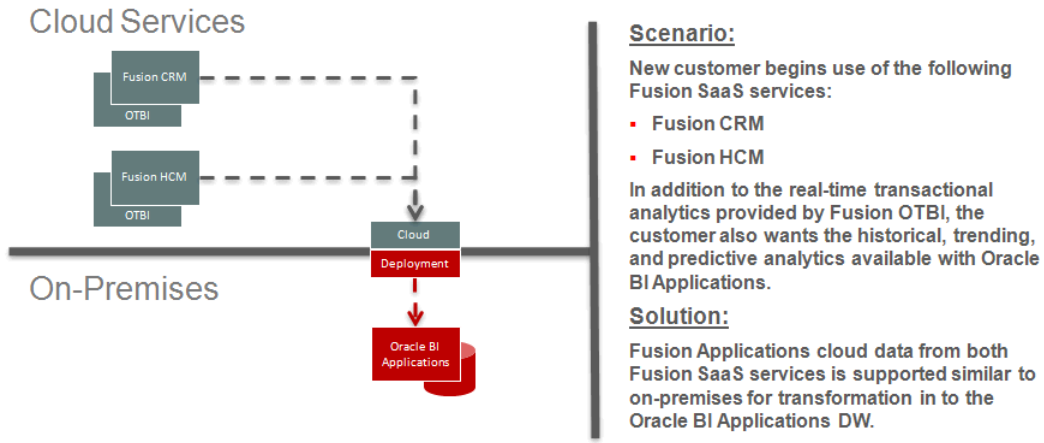 Cloud Services
Fusion CRM
OTBI
Fusion HCM
OTBI
Cloud
Deployment
On-Premises
Oracle BI
Applications
Scenario:
New customer begins use of the following
Fusion SaaS services:
▪ Fusion CRM
▪ Fusion HCM
In addition to the real-time transactional
analytics provided by Fusion OTBI, the
customer also wants the historical, trending,
and predictive analytics available with Oracle
BI Applications.
Solution:
Fusion Applications cloud data from both
Fusion SaaS services is supported similar to
on-premises for transformation in to the
Oracle BI Applications DW.